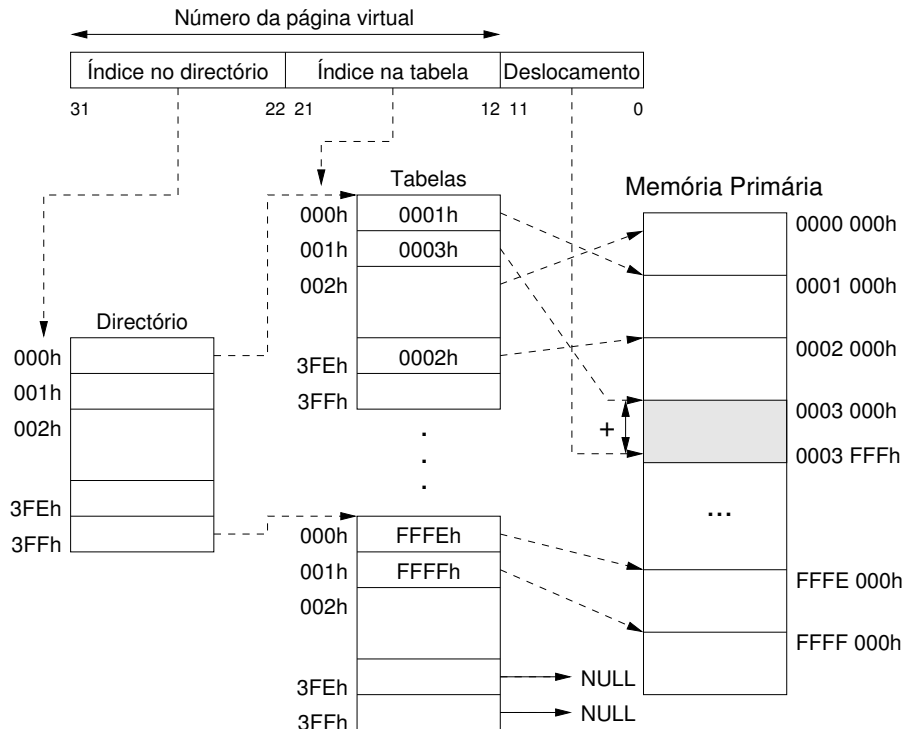 Número da página virtual
Índice no directório Índice na tabela Deslocamento
31 22 21 12 11 0
Tabelas
Memória Primária
000h 0001h
0000 000h
001h 0003h
002h
0001 000h
Directório
000h
3FEh 0002h
0002 000h
001h
3FFh
0003 000h
002h
+
0003 FFFh
.
.
.
3FEh
3FFh
000h FFFEh
...
001h FFFFh
FFFE 000h
002h
FFFF 000h
3FEh NULL
3FFh NULL